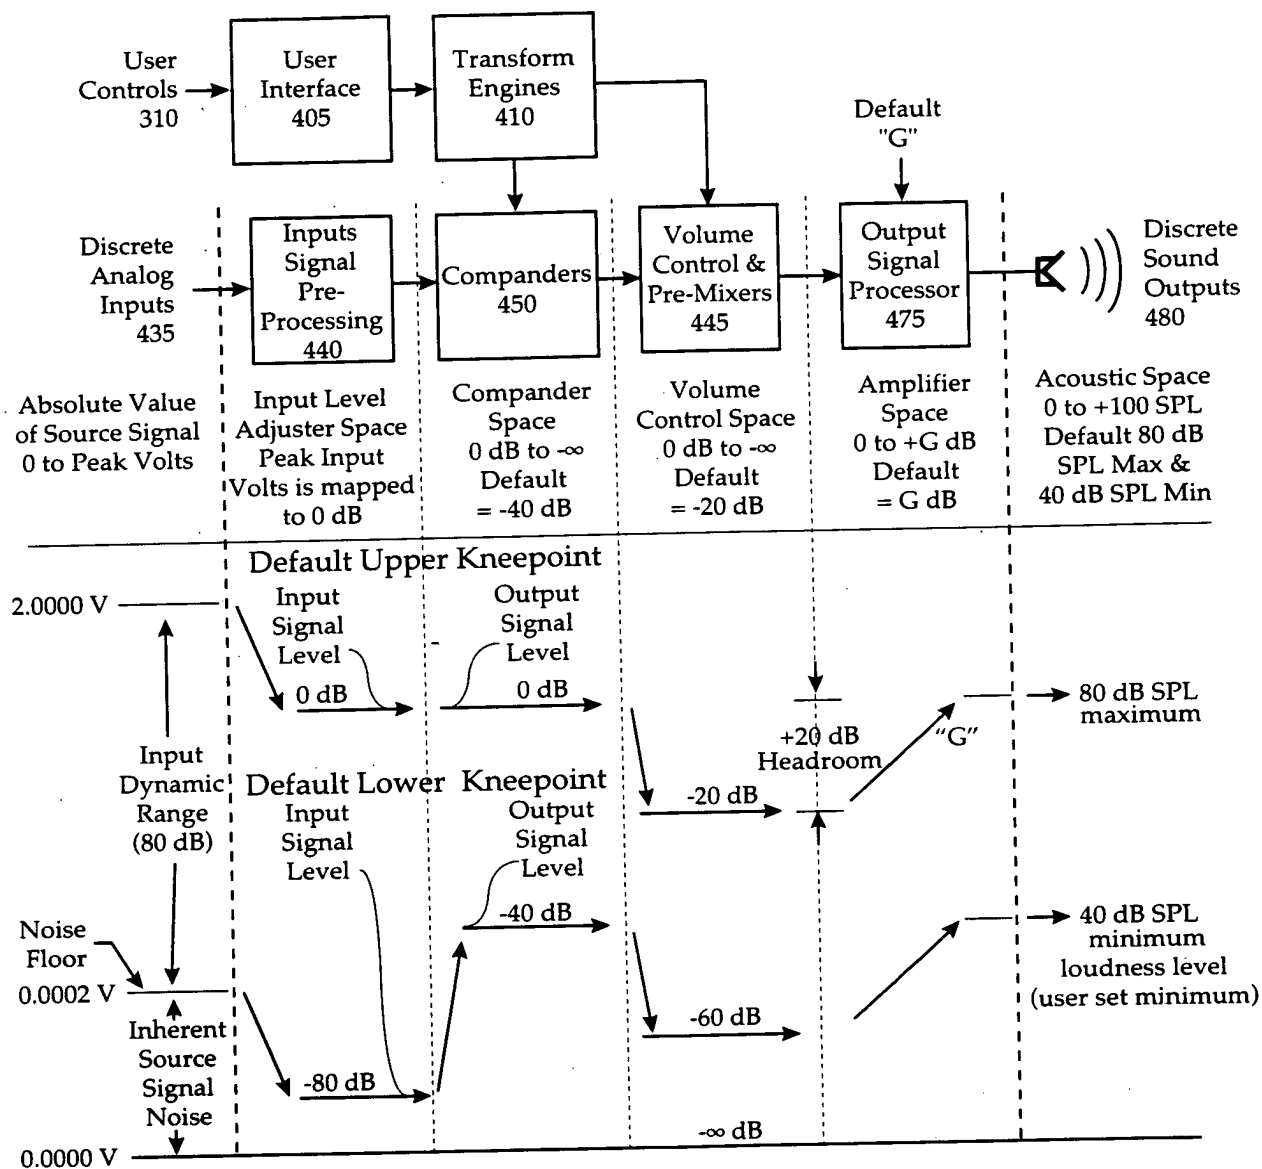 User
Controls
310
User
Interface
405
Transform
Engines
410
Default
"G"
Discrete
Analog
Inputs
435
Inputs
Signal
Pre-
Processing
440
Companders
450
Volume
Control &
Pre-Mixers
445
Output
Signal
Processor
475
Discrete
Sound
Outputs
480
Absolute Value
of Source Signal
0 to Peak Volts
Input Level
Adjuster Space
Peak Input
Volts is mapped
to 0 dB
Compander
Space
0 dB to -∞
Default
= -40 dB
Volume
Control Space
0 dB to -∞
Default
= -20 dB
Amplifier
Space
0 to +G dB
Default
= G dB
Acoustic Space
0 to +100 SPL
Default 80 dB
SPL Max &
40 dB SPL Min
Default Upper Kneepoint
2.0000 V
Input
Signal
Level
0 dB
Output
Signal
Level
0 dB
+20 dB
Headroom
"G"
80 dB SPL
maximum
Input
Dynamic
Range
(80 dB)
Default Lower Kneepoint
Input
Signal
Level
Output
Signal
Level
-20 dB
-40 dB
40 dB SPL
minimum
loudness level
(user set minimum)
Noise
Floor
0.0002 V
-60 dB
Inherent
Source
Signal
Noise
-80 dB
-∞ dB
0.0000 V